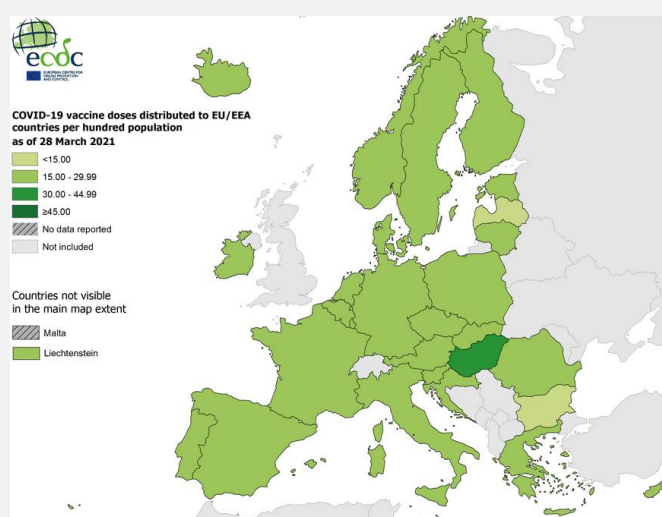 ecdc
EUROPEAN CENTRE FOR
DISEASE PREVENTION
AND CONTROL
COVID-19 vaccine doses distributed to EU/EEA
countries per hundred population
as of 28 March 2021
<15.00
15.00 - 29.99
30.00 - 44.99
≥45.00
No data reported
Not included
Countries not visible
in the main map extent
Malta
Liechtenstein